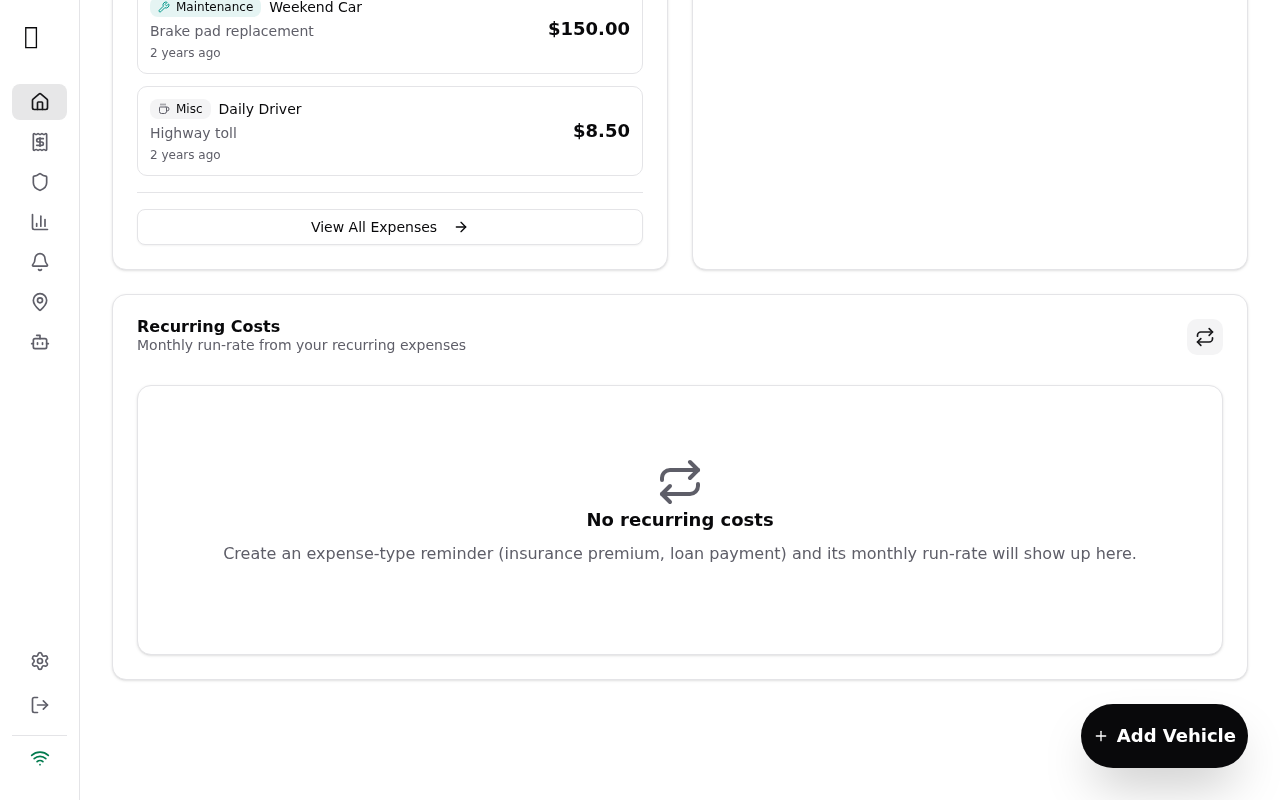 Maintenance Weekend Car
Brake pad replacement
$150.00
2 years ago
Misc Daily Driver
Highway toll
$8.50
2 years ago
View All Expenses
Recurring Costs
Monthly run-rate from your recurring expenses
No recurring costs
Create an expense-type reminder (insurance premium, loan payment) and its monthly run-rate will show up here.
+ Add Vehicle